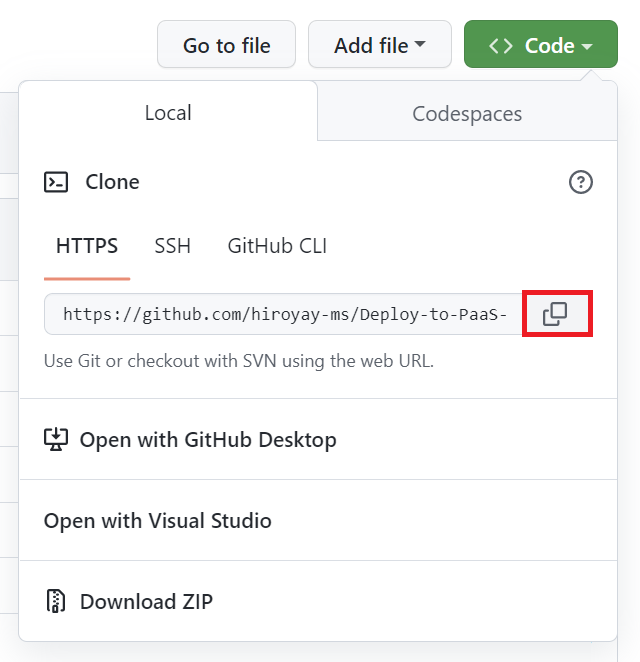 Go to file Add file Code
Local Codespaces
Clone
HTTPS SSH GitHub CLI
https://github.com/hiroyay-ms/Deploy-to-PaaS-
Use Git or checkout with SVN using the web URL.
Open with GitHub Desktop
Open with Visual Studio
Download ZIP